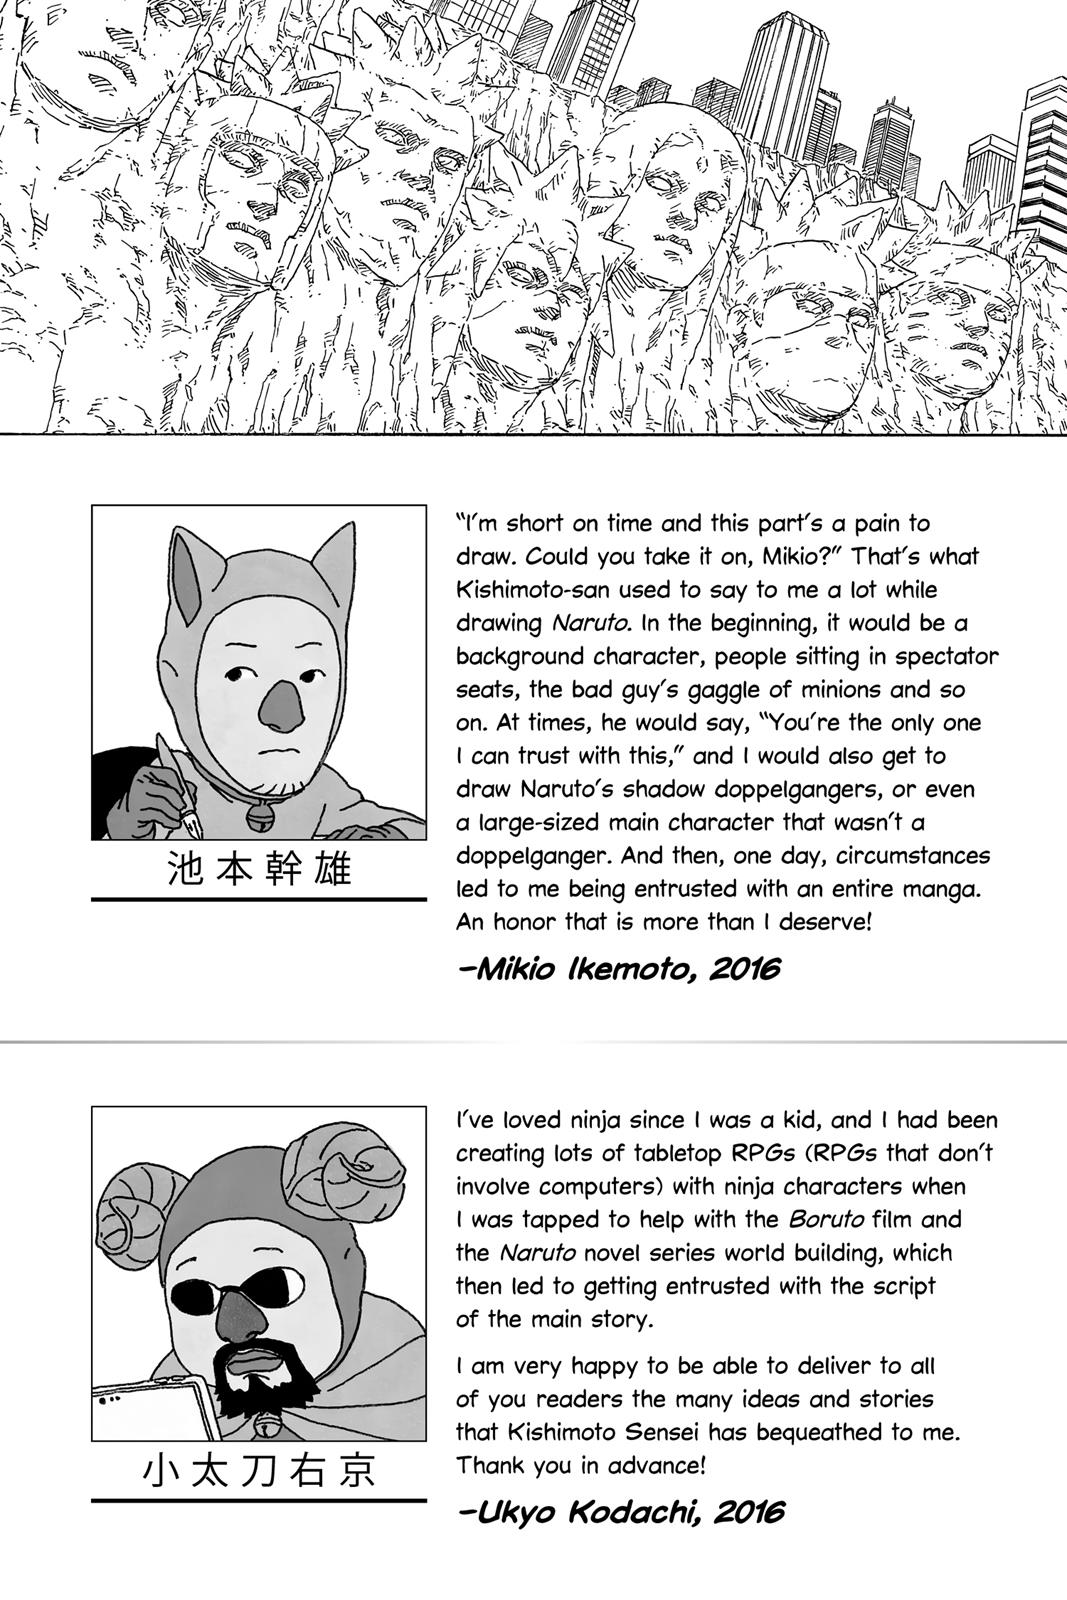 “I’m short on time and this part’s a pain to
draw. Could you take it on, Mikio?” That’s what
Kishimoto-san used to say to me a lot while
drawing Naruto. In the beginning, it would be a
background character, people sitting in spectator
seats, the bad guy’s gaggle of minions and so
on. At times, he would say, “You’re the only one
I can trust with this,” and I would also get to
draw Naruto’s shadow doppelgangers, or even
a large-sized main character that wasn’t a
doppelganger. And then, one day, circumstances
led to me being entrusted with an entire manga.
An honor that is more than I deserve!
–Mikio Ikemoto, 2016
池本幹雄
I’ve loved ninja since I was a kid, and I had been
creating lots of tabletop RPGs (RPGs that don’t
involve computers) with ninja characters when
I was tapped to help with the Boruto film and
the Naruto novel series world building, which
then led to getting entrusted with the script
of the main story.
I am very happy to be able to deliver to all
of you readers the many ideas and stories
that Kishimoto Sensei has bequeathed to me.
Thank you in advance!
–Ukyo Kodachi, 2016
小太刀右京